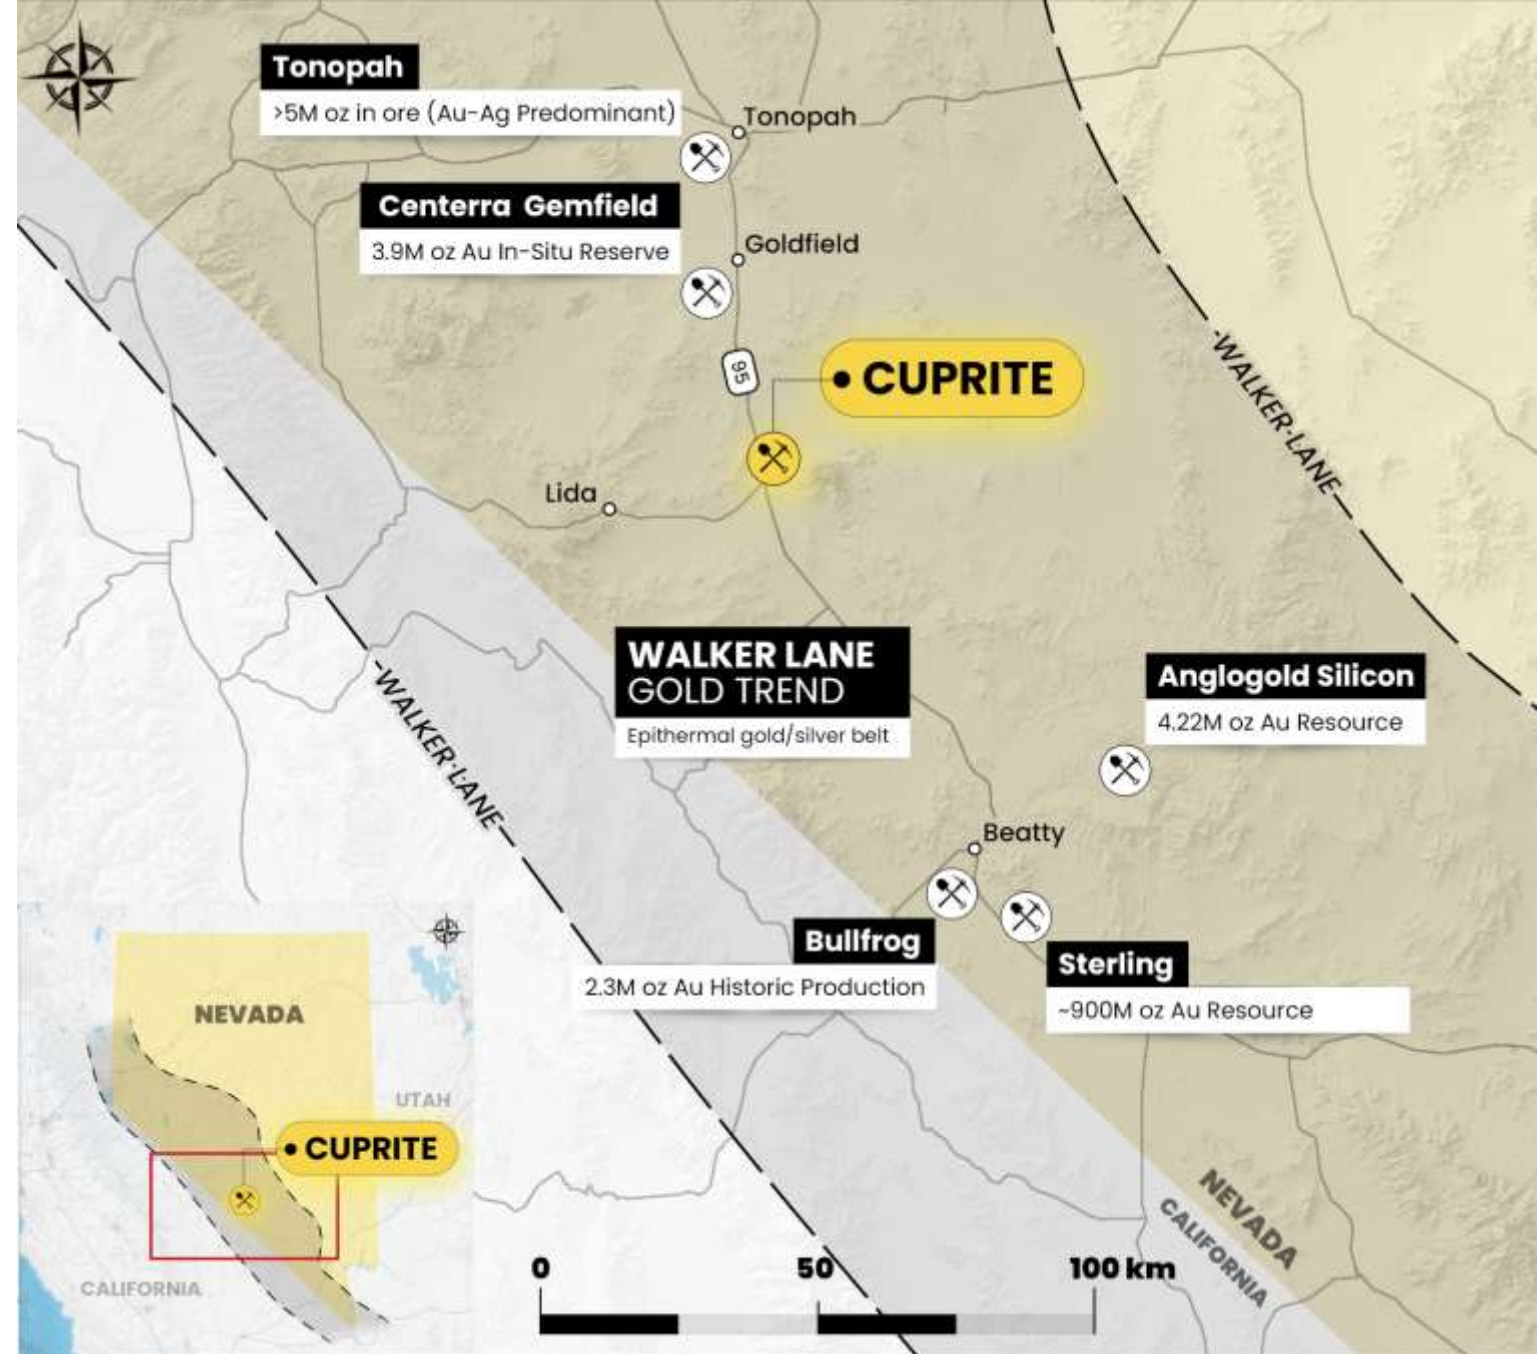 Tonopah
>5M oz in ore (Au-Ag Predominant)
Tonopah
Centerra Gemfield
3.9M oz Au In-Situ Reserve
Goldfield
95
CUPRITE
WALKER LANE
Lida
WALKER LANE
GOLD TREND
Epithermal gold/silver belt
Anglogold Silicon
4.22M oz Au Resource
WALKER LANE
Beatty
Bullfrog
2.3M oz Au Historic Production
Sterling
~900M oz Au Resource
NEVADA
UTAH
CUPRITE
CALIFORNIA
NEVADA
CALIFORNIA
0 50 100 km